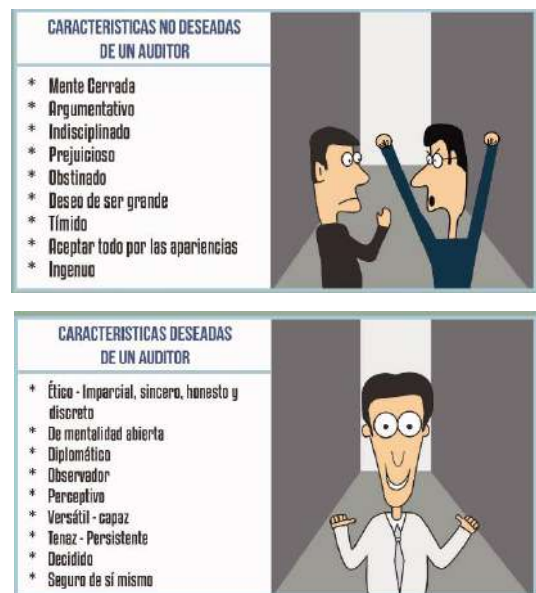 CARACTERISTICAS NO DESEADAS
DE UN AUDITOR
* Mente Cerrada
* Argumentativo
* Indisciplinado
* Prejuicioso
* Obstinado
* Deseo de ser grande
* Tímido
* Aceptar todo por las apariencias
* Ingenuo
CARACTERISTICAS DESEADAS
DE UN AUDITOR
* Ético - Imparcial, sincero, honesto y
discreto
* De mentalidad abierta
* Diplomático
* Observador
* Perceptivo
* Versátil - capaz
* Tenaz - Persistente
* Decidido
* Seguro de sí mismo